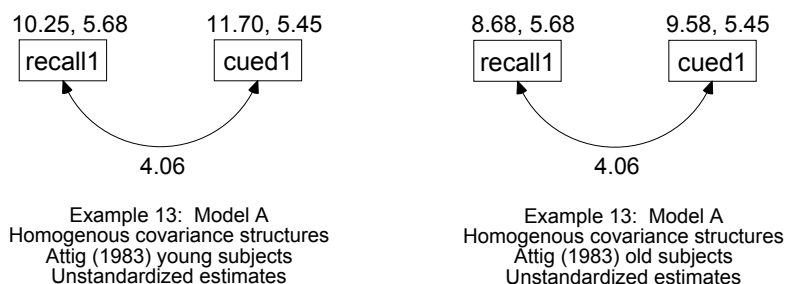 10.25, 5.68
11.70, 5.45
recall1
cued1
4.06
Example 13: Model A
Homogenous covariance structures
Attig (1983) young subjects
Unstandardized estimates
8.68, 5.68
9.58, 5.45
recall1
cued1
4.06
Example 13: Model A
Homogenous covariance structures
Attig (1983) old subjects
Unstandardized estimates